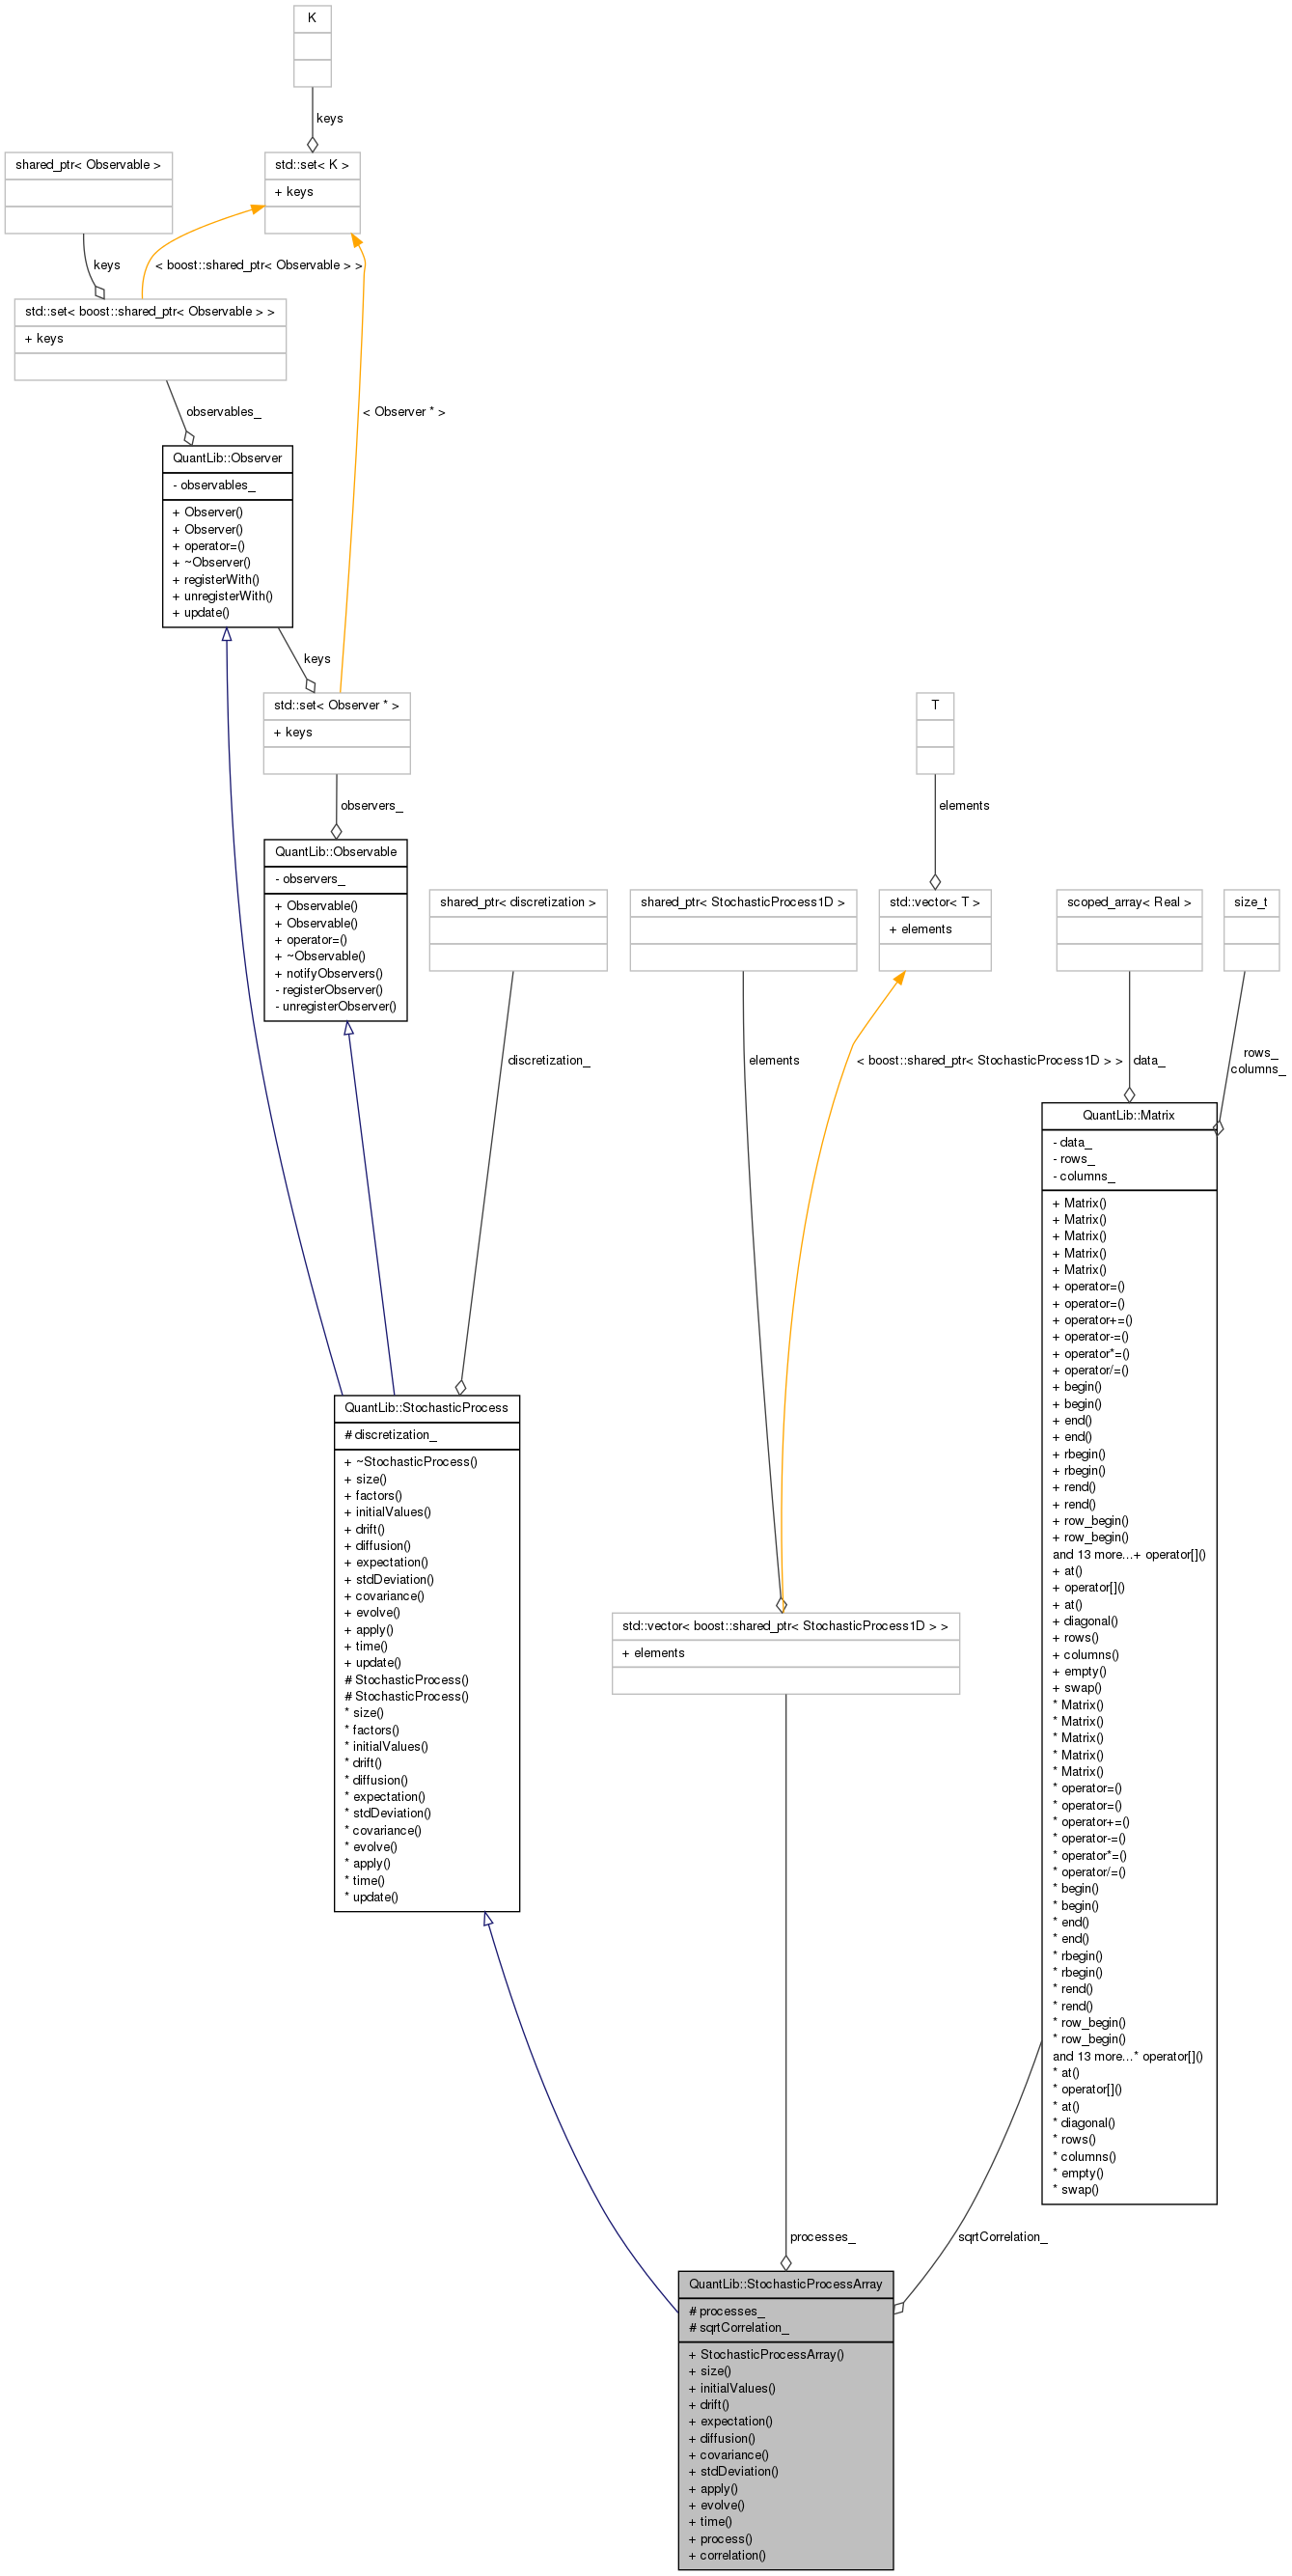 K
keys
shared_ptr< Observable >
std::set< K >
+ keys
keys
< boost::shared_ptr< Observable > >
std::set< boost::shared_ptr< Observable > >
+ keys
observables_
< Observer * >
QuantLib::Observer
- observables_
+ Observer()
+ Observer()
+ operator=()
+ ~Observer()
+ registerWith()
+ unregisterWith()
+ update()
keys
std::set< Observer * >
+ keys
T
observers_
elements
QuantLib::Observable
- observers_
+ Observable()
+ Observable()
+ operator=()
+ ~Observable()
+ notifyObservers()
- registerObserver()
- unregisterObserver()
shared_ptr< discretization >
shared_ptr< StochasticProcess1D >
std::vector< T >
+ elements
scoped_array< Real >
size_t
discretization_
elements
< boost::shared_ptr< StochasticProcess1D > >
data_
rows_
columns_
QuantLib::Matrix
- data_
- rows_
- columns_
+ Matrix()
+ Matrix()
+ Matrix()
+ Matrix()
+ Matrix()
+ operator=()
+ operator=()
+ operator+=()
+ operator-=()
+ operator*=()
+ operator/=()
+ begin()
+ begin()
+ end()
+ end()
+ rbegin()
+ rbegin()
+ rend()
+ rend()
+ row_begin()
+ row_begin()
and 13 more...+ operator[]()
+ at()
+ operator[]()
+ at()
+ diagonal()
+ rows()
+ columns()
+ empty()
+ swap()
* Matrix()
* Matrix()
* Matrix()
* Matrix()
* Matrix()
* operator=()
* operator=()
* operator+=()
* operator-=()
* operator*=()
* operator/=()
* begin()
* begin()
* end()
* end()
* rbegin()
* rbegin()
* rend()
* rend()
* row_begin()
* row_begin()
and 13 more...* operator[]()
* at()
* operator[]()
* at()
* diagonal()
* rows()
* columns()
* empty()
* swap()
QuantLib::StochasticProcess
# discretization_
+ ~StochasticProcess()
+ size()
+ factors()
+ initialValues()
+ drift()
+ diffusion()
+ expectation()
+ stdDeviation()
+ covariance()
+ evolve()
+ apply()
+ time()
+ update()
# StochasticProcess()
# StochasticProcess()
* size()
* factors()
* initialValues()
* drift()
* diffusion()
* expectation()
* stdDeviation()
* covariance()
* evolve()
* apply()
* time()
* update()
std::vector< boost::shared_ptr< StochasticProcess1D > >
+ elements
processes_
sqrtCorrelation_
QuantLib::StochasticProcessArray
# processes_
# sqrtCorrelation_
+ StochasticProcessArray()
+ size()
+ initialValues()
+ drift()
+ expectation()
+ diffusion()
+ covariance()
+ stdDeviation()
+ apply()
+ evolve()
+ time()
+ process()
+ correlation()